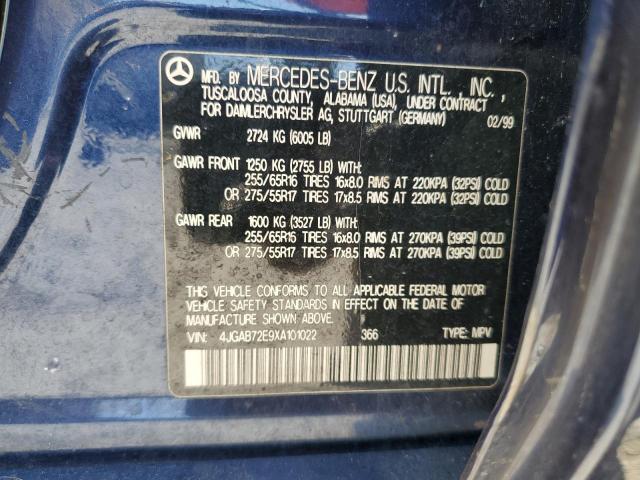 MFD. BY MERCEDES-BENZ U.S. INTL., INC.,
TUSCALOOSA COUNTY, ALABAMA (USA), UNDER CONTRACT
FOR DAIMLERCHRYSLER AG, STUTTGART (GERMANY) 02/99
GVWR 2724 KG (6005 LB)
GAWR FRONT 1250 KG (2755 LB) WITH:
255/65R16 TIRES 16x8.0 RIMS AT 220KPA (32PSI) COLD
OR 275/55R17 TIRES 17x8.5 RIMS AT 220KPA (32PSI) COLD
GAWR REAR 1600 KG (3527 LB) WITH:
255/65R16 TIRES 16x8.0 RIMS AT 270KPA (39PSI) COLD
OR 275/55R17 TIRES 17x8.5 RIMS AT 270KPA (39PSI) COLD
THIS VEHICLE CONFORMS TO ALL APPLICABLE FEDERAL MOTOR
VEHICLE SAFETY STANDARDS IN EFFECT ON THE DATE OF
MANUFACTURE SHOWN ABOVE.
VIN: 4JGAB72E9XA101022 366 TYPE: MPV